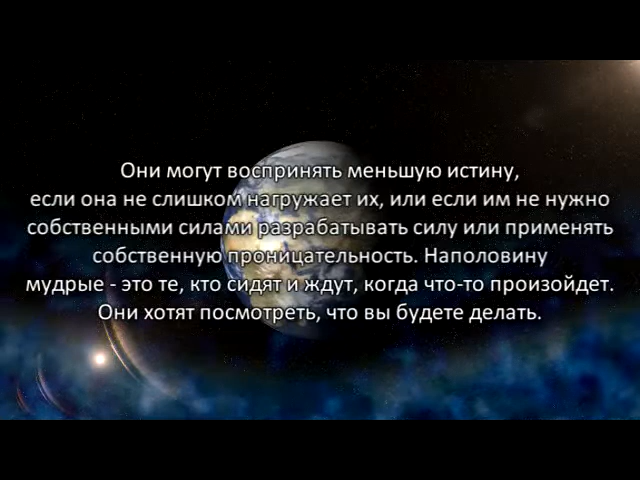 Они могут воспринять меньшую истину,
если она не слишком нагружает их, или если им не нужно
собственными силами разрабатывать силу или применять
собственную проницательность. Наполовину
мудрые - это те, кто сидят и ждут, когда что-то произойдет.
Они хотят посмотреть, что вы будете делать.